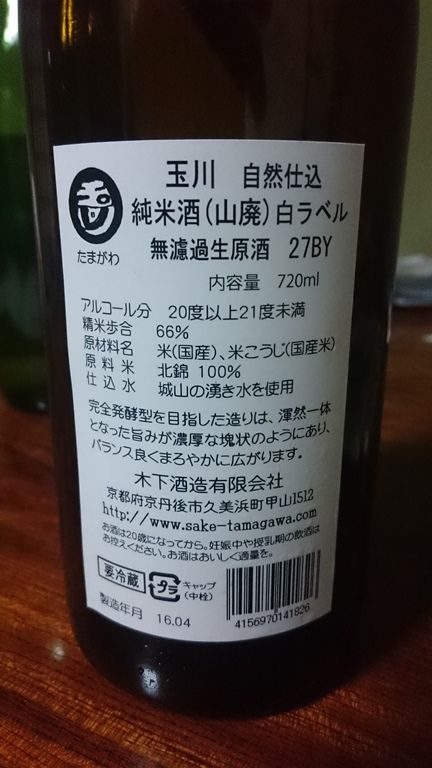 玉川 自然仕込
純米酒(山廃)白ラベル
たまがわ
無濾過生原酒 27BY
内容量 720ml
アルコール分 20度以上21度未満
精米歩合 66%
原材料名 米(国産)、米こうじ(国産米)
原料米 北錦 100%
仕込水 城山の湧き水を使用
完全発酵型を目指した造りは、渾然一体
となった旨みが濃厚な塊状のようにあり、
バランス良くまろやかに広がります。
木下酒造有限会社
京都府京丹後市久美浜町甲山1512
http://www.sake-tamagawa.com/
お酒は20歳になってから。妊娠中や授乳期の飲酒は
お控えください。お酒はおいしく適量を。
要冷蔵
プラ
キャップ
(中栓)
製造年月 16.04
4156970141826